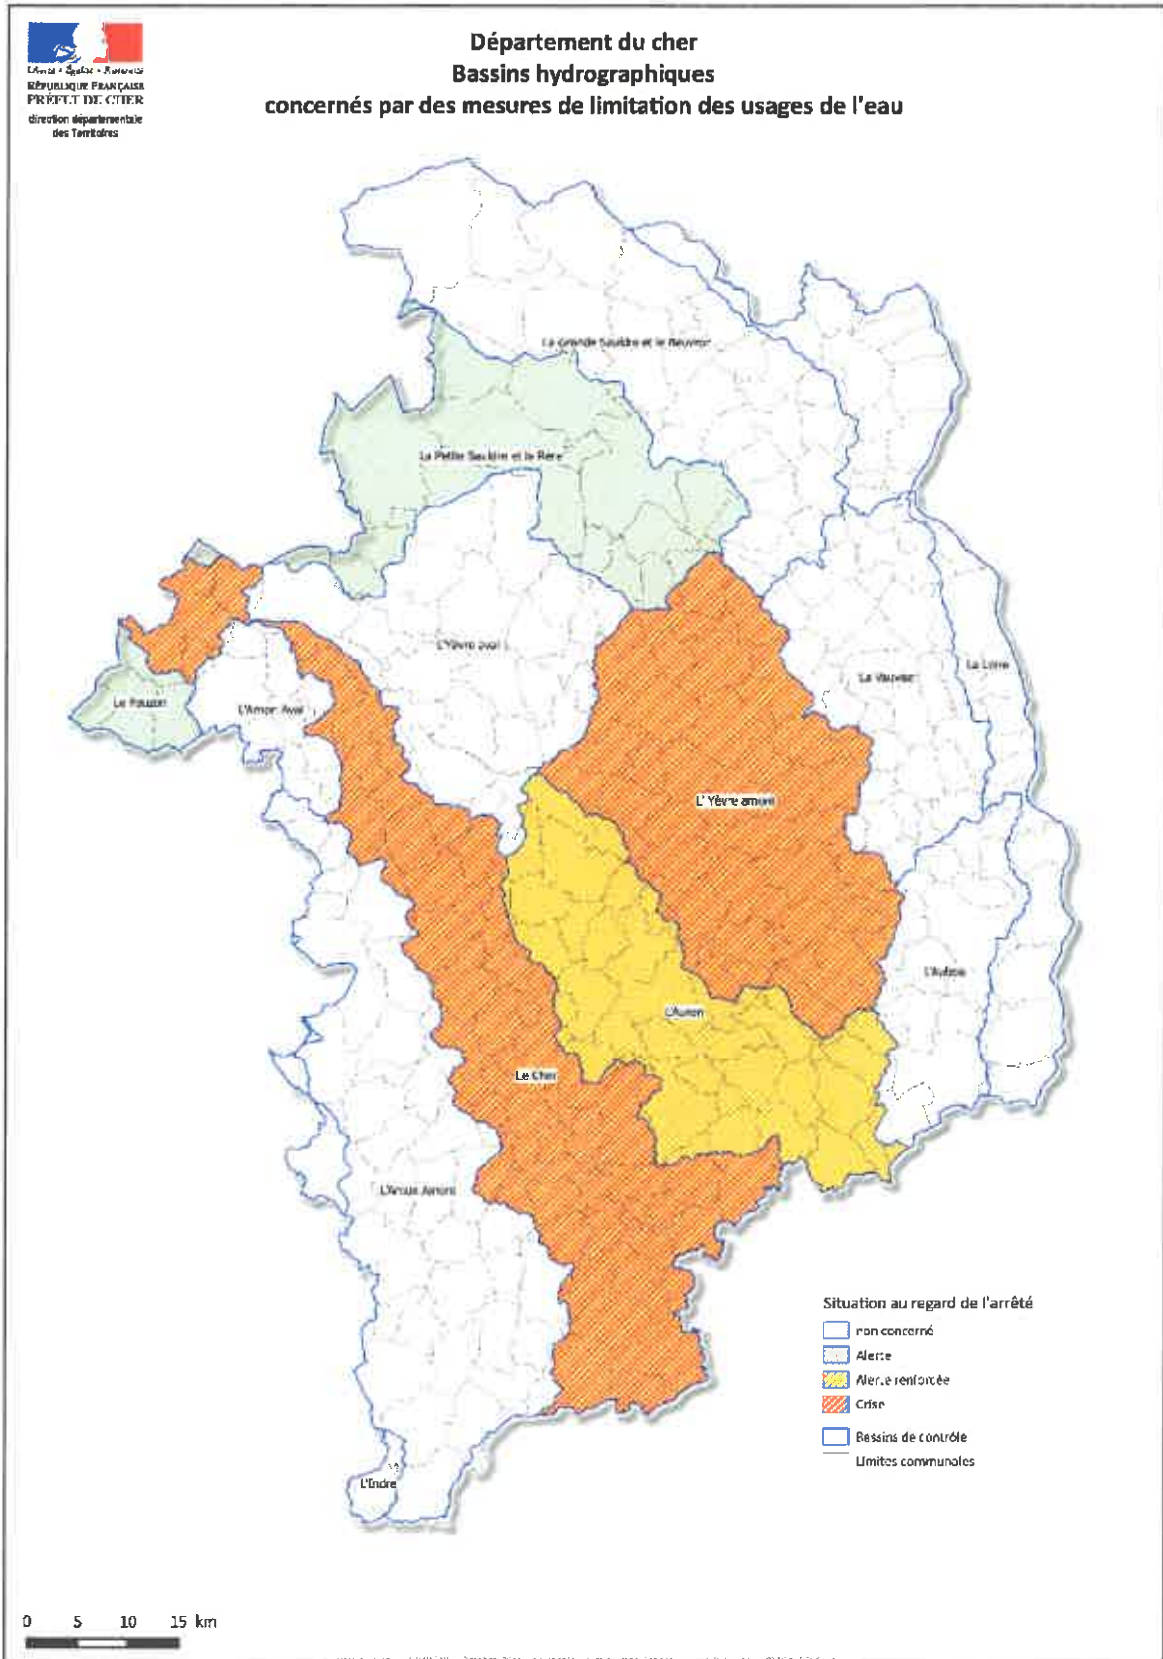 RÉPUBLIQUE FRANÇAISE
PRÉFET DE CHER
direction départementale
des Territoires
Département du cher
Bassins hydrographiques
concernés par des mesures de limitation des usages de l'eau
La Grande Sauldre et le
La Petite Sauldre et la Rère
L'Yèvre aval
La Vauvise
La Loire
Le Fouzon
L'Arnon Aval
L'Yèvre amont
L'Aubois
L'Auron
Le Cher
L'Arnon Amont
L'Indre
Situation au regard de l'arrêté
non concerné
Alerte
Alerte renforcée
Crise
Bassins de contrôle
Limites communales
0 5 10 15 km